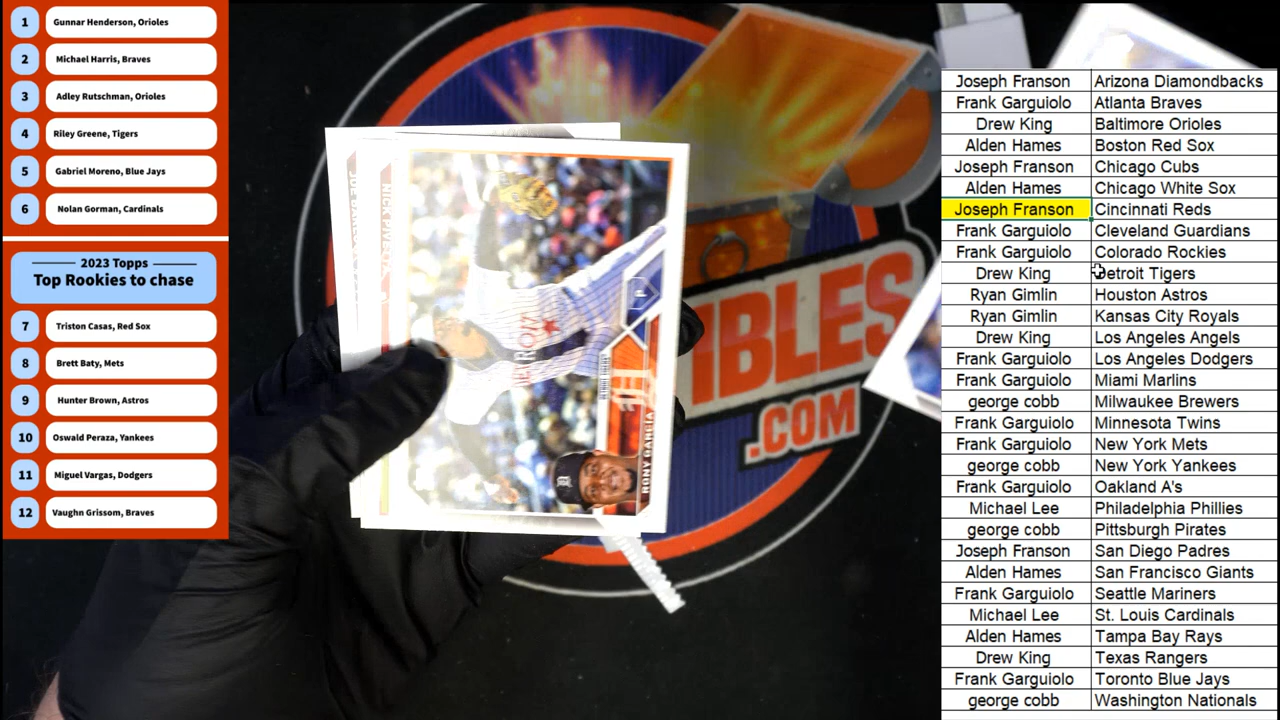 1 Gunnar Henderson, Orioles
2 Michael Harris, Braves
3 Adley Rutschman, Orioles
4 Riley Greene, Tigers
5 Gabriel Moreno, Blue Jays
6 Nolan Gorman, Cardinals
2023 Topps
Top Rookies to chase
7 Triston Casas, Red Sox
8 Brett Baty, Mets
9 Hunter Brown, Astros
10 Oswald Peraza, Yankees
11 Miguel Vargas, Dodgers
12 Vaughn Grissom, Braves
RONY GARCIA
P
IBLES
.COM
Joseph Franson Arizona Diamondbacks
Frank Garguiolo Atlanta Braves
Drew King Baltimore Orioles
Alden Hames Boston Red Sox
Joseph Franson Chicago Cubs
Alden Hames Chicago White Sox
Joseph Franson Cincinnati Reds
Frank Garguiolo Cleveland Guardians
Frank Garguiolo Colorado Rockies
Drew King Detroit Tigers
Ryan Gimlin Houston Astros
Ryan Gimlin Kansas City Royals
Drew King Los Angeles Angels
Frank Garguiolo Los Angeles Dodgers
Frank Garguiolo Miami Marlins
george cobb Milwaukee Brewers
Frank Garguiolo Minnesota Twins
Frank Garguiolo New York Mets
george cobb New York Yankees
Frank Garguiolo Oakland A's
Michael Lee Philadelphia Phillies
george cobb Pittsburgh Pirates
Joseph Franson San Diego Padres
Alden Hames San Francisco Giants
Frank Garguiolo Seattle Mariners
Michael Lee St. Louis Cardinals
Alden Hames Tampa Bay Rays
Drew King Texas Rangers
Frank Garguiolo Toronto Blue Jays
george cobb Washington Nationals